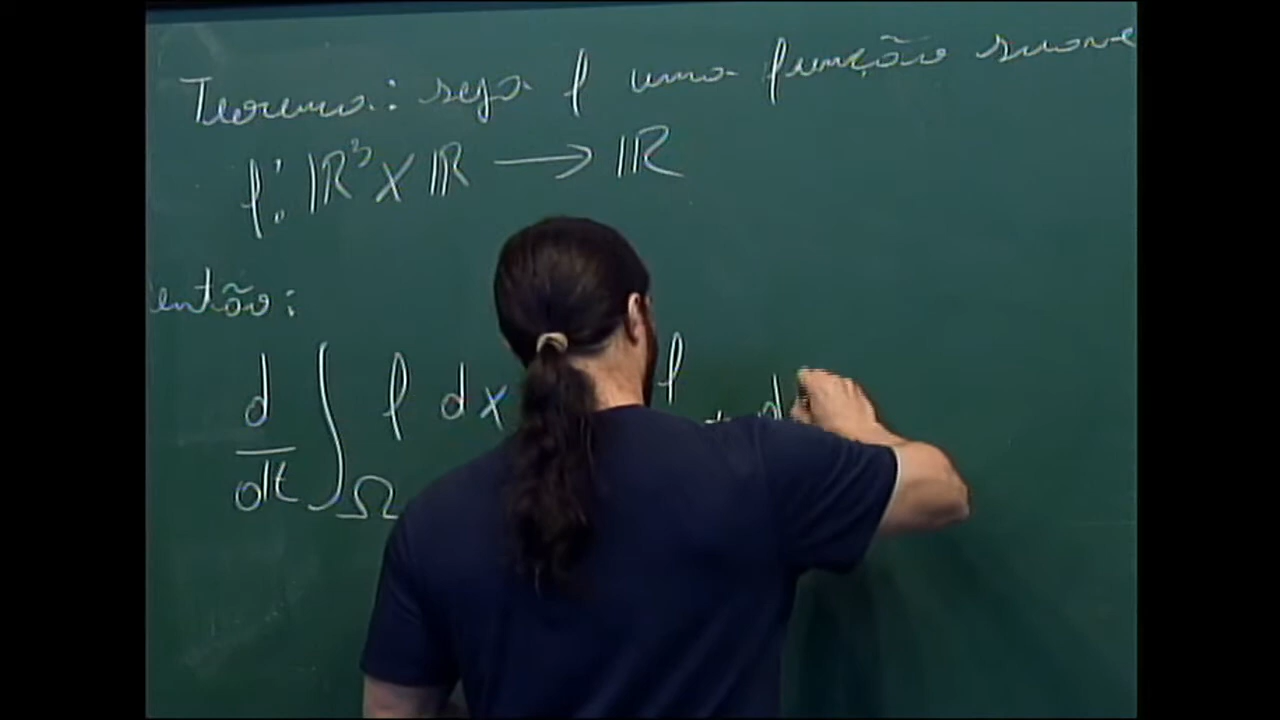 Teorema: seja f uma função suave
f: ℝ³ × ℝ → ℝ
então:
d/dt ∫_Ω f dx f + d